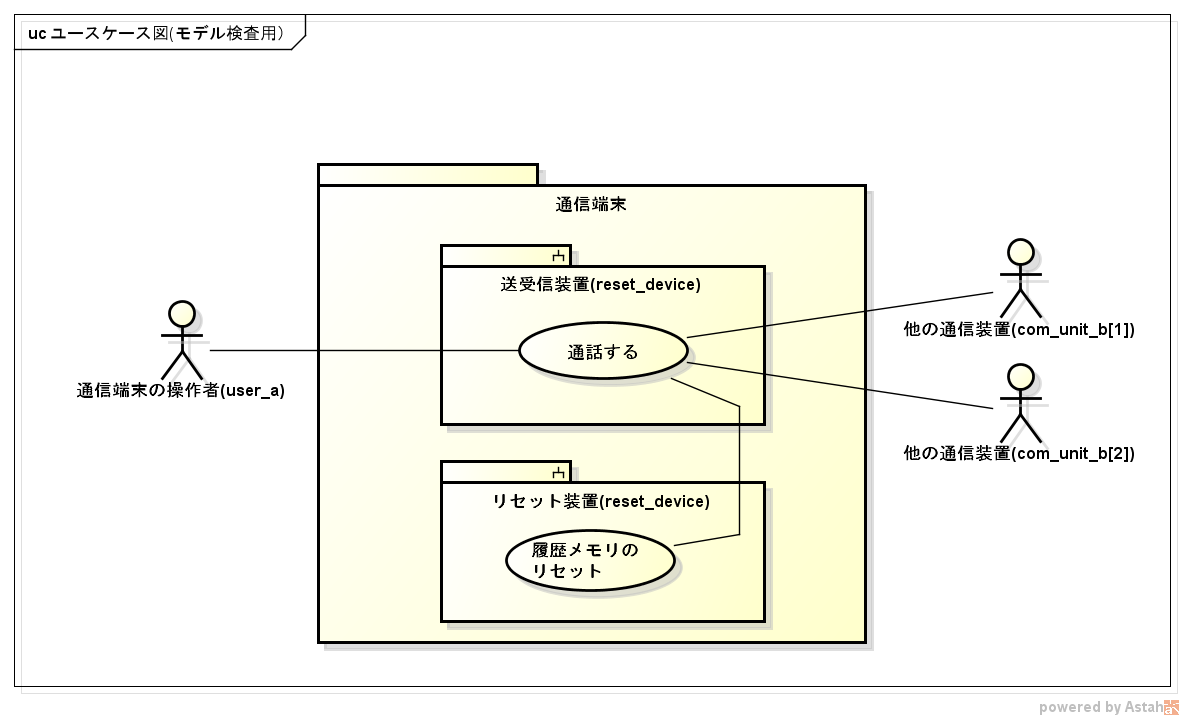 uc ユースケース図(モデル検査用）
通信端末
送受信装置(reset_device)
通話する
他の通信装置(com_unit_b[1])
通信端末の操作者(user_a)
他の通信装置(com_unit_b[2])
リセット装置(reset_device)
履歴メモリの
リセット
powered by Astah